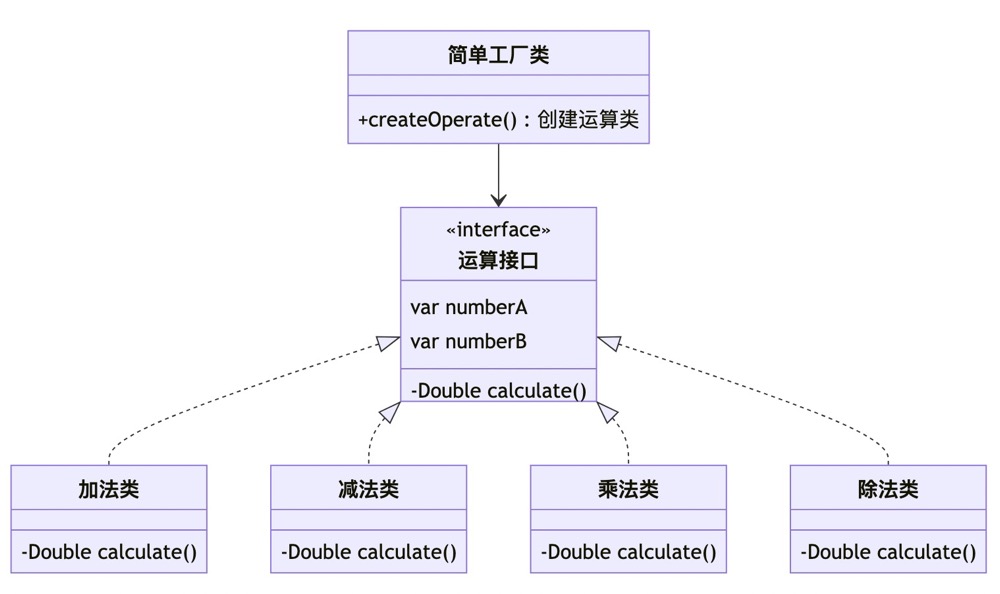 简单工厂类
+createOperate() : 创建运算类
«interface»
运算接口
var numberA
var numberB
-Double calculate()
加法类
-Double calculate()
减法类
-Double calculate()
乘法类
-Double calculate()
除法类
-Double calculate()